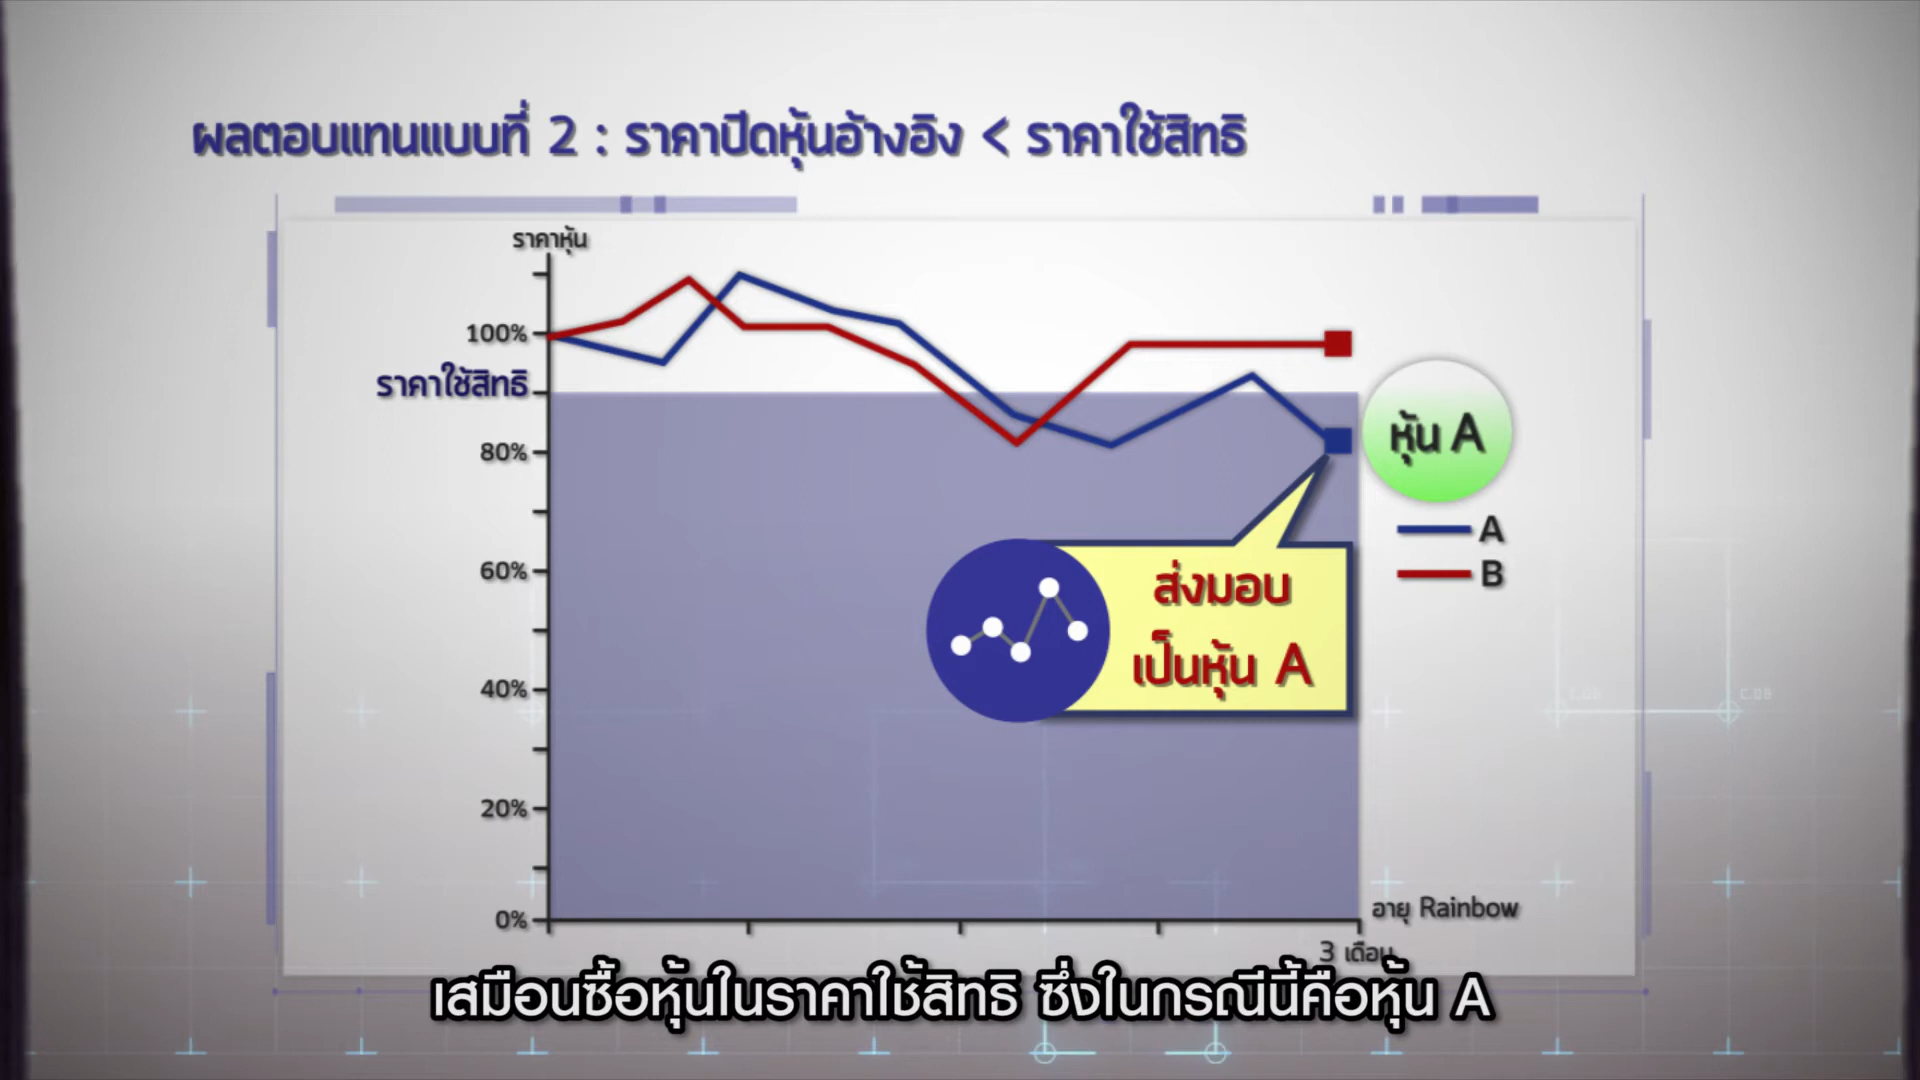 ผลตอบแทนแบบที่ 2 : ราคาปิดหุ้นอ้างอิง < ราคาใช้สิทธิ
ราคาหุ้น
100%
ราคาใช้สิทธิ
80%
60%
40%
20%
0%
หุ้น A
A
B
ส่งมอบ
เป็นหุ้น A
อายุ Rainbow
3 เดือน
เสมือนซื้อหุ้นในราคาใช้สิทธิ ซึ่งในกรณีนี้คือหุ้น A